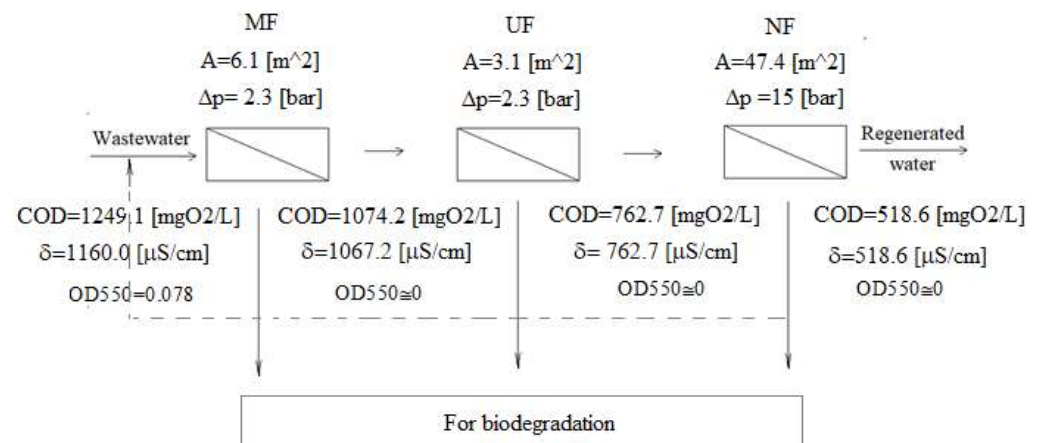 MF
A=6.1 [m^2]
Δp= 2.3 [bar]
UF
A=3.1 [m^2]
Δp=2.3 [bar]
NF
A=47.4 [m^2]
Δp =15 [bar]
Wastewater
Regenerated
water
COD=1249.1 [mgO2/L]
δ=1160.0 [μS/cm]
OD550=0.078
COD=1074.2 [mgO2/L]
δ=1067.2 [μS/cm]
OD550≅0
COD=762.7 [mgO2/L]
δ= 762.7 [μS/cm]
OD550≅0
COD=518.6 [mgO2/L]
δ=518.6 [μS/cm]
OD550≅0
For biodegradation